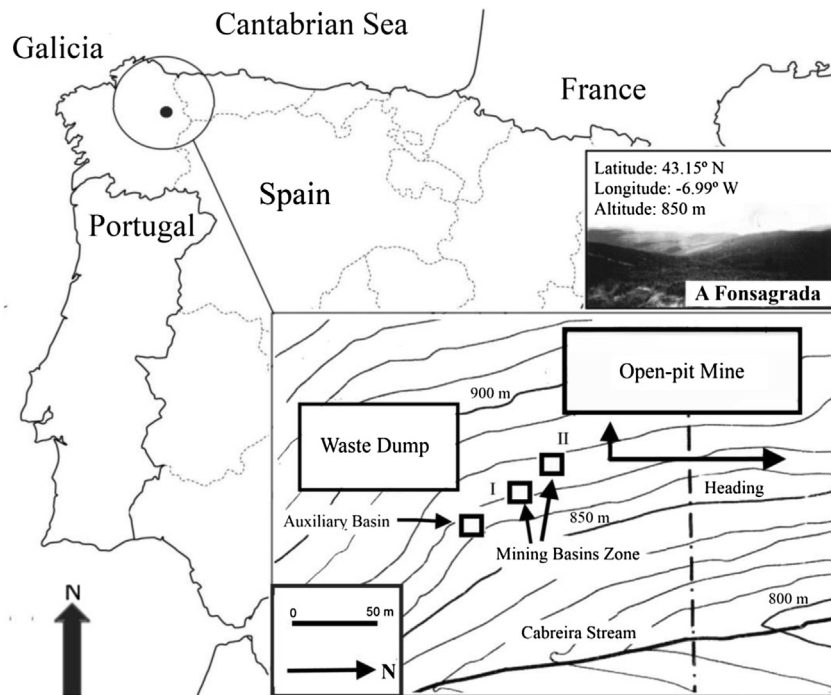 Cantabrian Sea
Galicia
France
Latitude: 43.15º N
Longitude: -6.99º W
Altitude: 850 m
Spain
Portugal
A Fonsagrada
Open-pit Mine
900 m
Waste Dump
II
I
Heading
Auxiliary Basin
850 m
Mining Basins Zone
N
0 50 m
800 m
Cabreira Stream
N